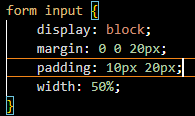 form input {
    display: block;
    margin: 0 0 20px;
    padding: 10px 20px;
    width: 50%;
}